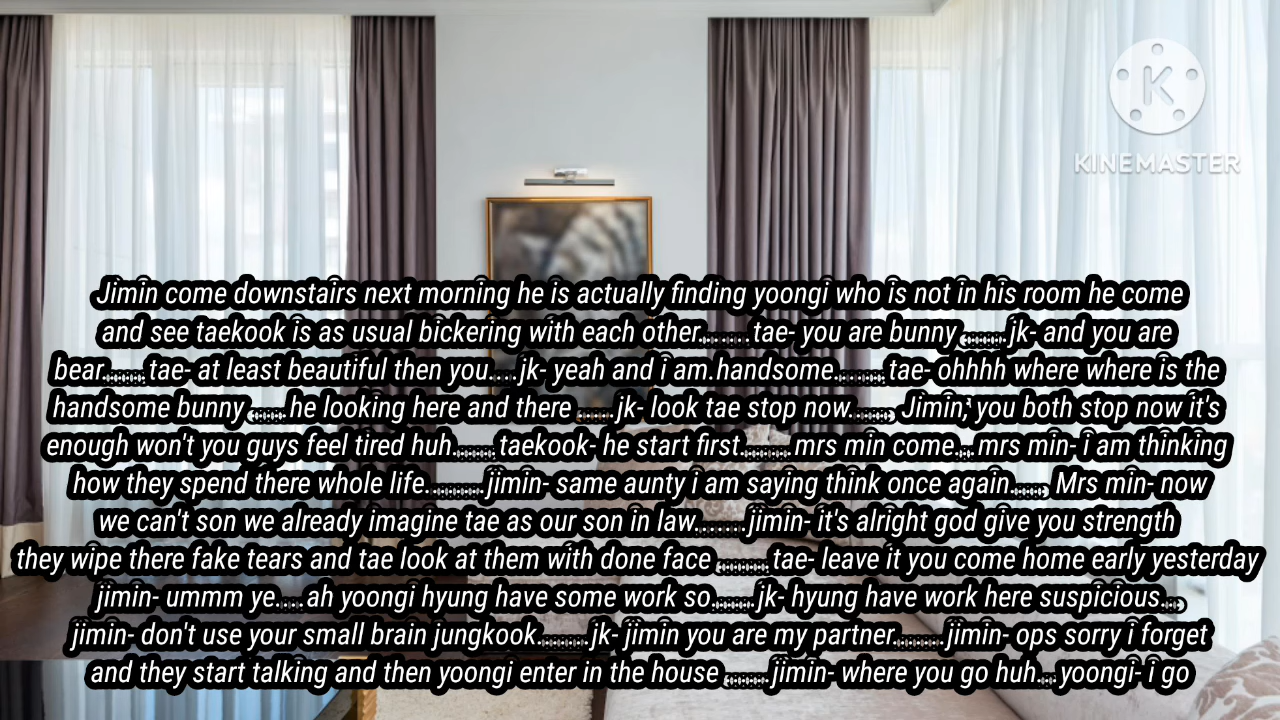 KINEMASTER
Jimin come downstairs next morning he is actually finding yoongi who is not in his room he come
and see taekook is as usual bickering with each other........tae- you are bunny........jk- and you are
bear........tae- at least beautiful then you....jk- yeah and i am.handsome.........tae- ohhhh where where is the
handsome bunny.......he looking here and there .......jk- look tae stop now........ Jimin; you both stop now it's
enough won't you guys feel tired huh........taekook- he start first.........mrs min come....mrs min- i am thinking
how they spend there whole life..........jimin- same aunty i am saying think once again....... Mrs min- now
we can't son we already imagine tae as our son in law........jimin- it's alright god give you strength
they wipe there fake tears and tae look at them with done face ..........tae- leave it you come home early yesterday
jimin- ummm ye.....ah yoongi hyung have some work so........jk- hyung have work here suspicious....
jimin- don't use your small brain jungkook.........jk- jimin you are my partner.........jimin- ops sorry i forget
and they start talking and then yoongi enter in the house ........jimin- where you go huh....yoongi- i go